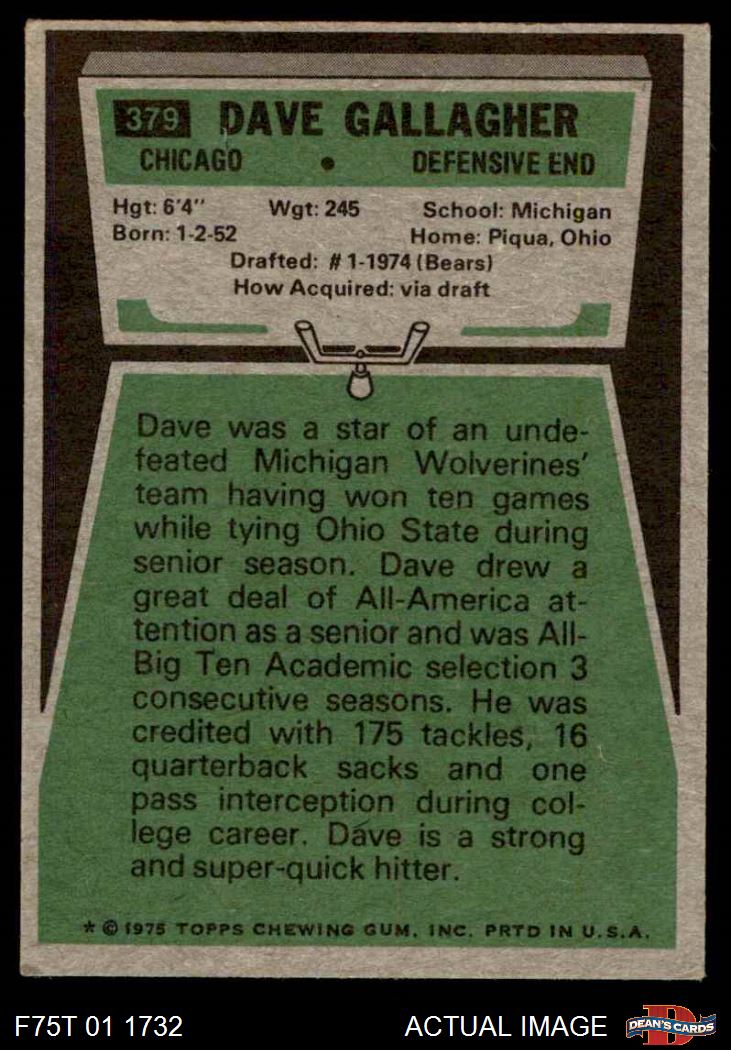 379 DAVE GALLAGHER
CHICAGO • DEFENSIVE END
Hgt: 6'4" Wgt: 245 School: Michigan
Born: 1-2-52 Home: Piqua, Ohio
Drafted: #1-1974 (Bears)
How Acquired: via draft
Dave was a star of an unde-
feated Michigan Wolverines'
team having won ten games
while tying Ohio State during
senior season. Dave drew a
great deal of All-America at-
tention as a senior and was All-
Big Ten Academic selection 3
consecutive seasons. He was
credited with 175 tackles, 16
quarterback sacks and one
pass interception during col-
lege career. Dave is a strong
and super-quick hitter.
* © 1975 TOPPS CHEWING GUM, INC. PRTD IN U.S.A.
F75T 01 1732 ACTUAL IMAGE D DEAN'S CARDS